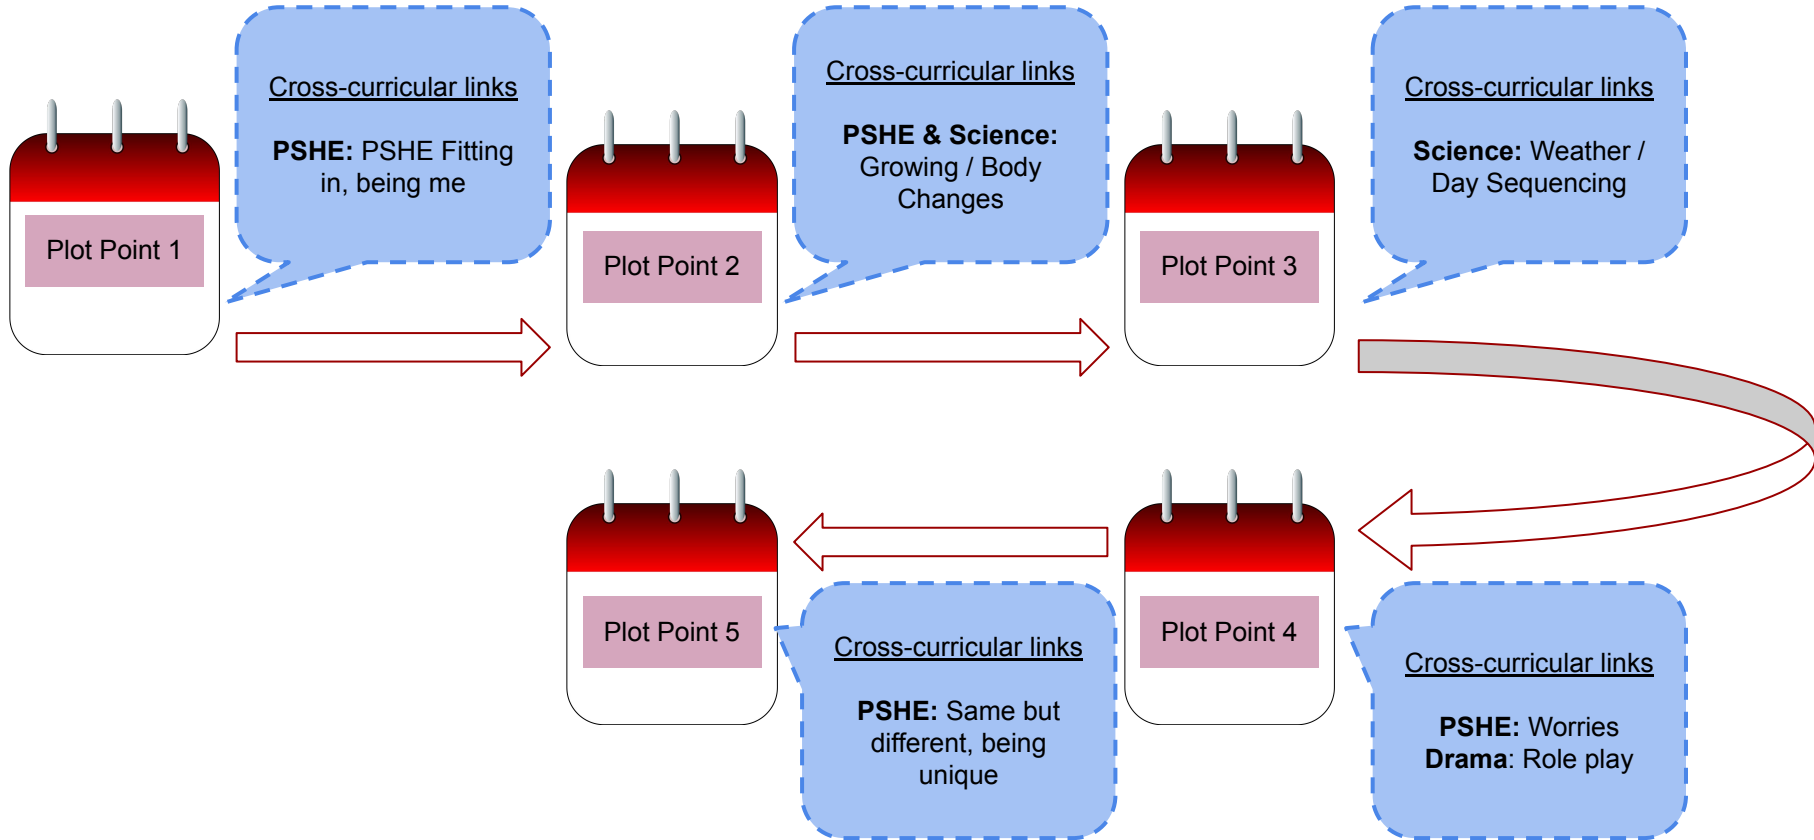 Plot Point 1
Cross-curricular links
PSHE: PSHE Fitting
in, being me
Plot Point 2
Cross-curricular links
PSHE & Science:
Growing / Body
Changes
Plot Point 3
Cross-curricular links
Science: Weather /
Day Sequencing
Plot Point 4
Cross-curricular links
PSHE: Worries
Drama: Role play
Plot Point 5
Cross-curricular links
PSHE: Same but
different, being
unique